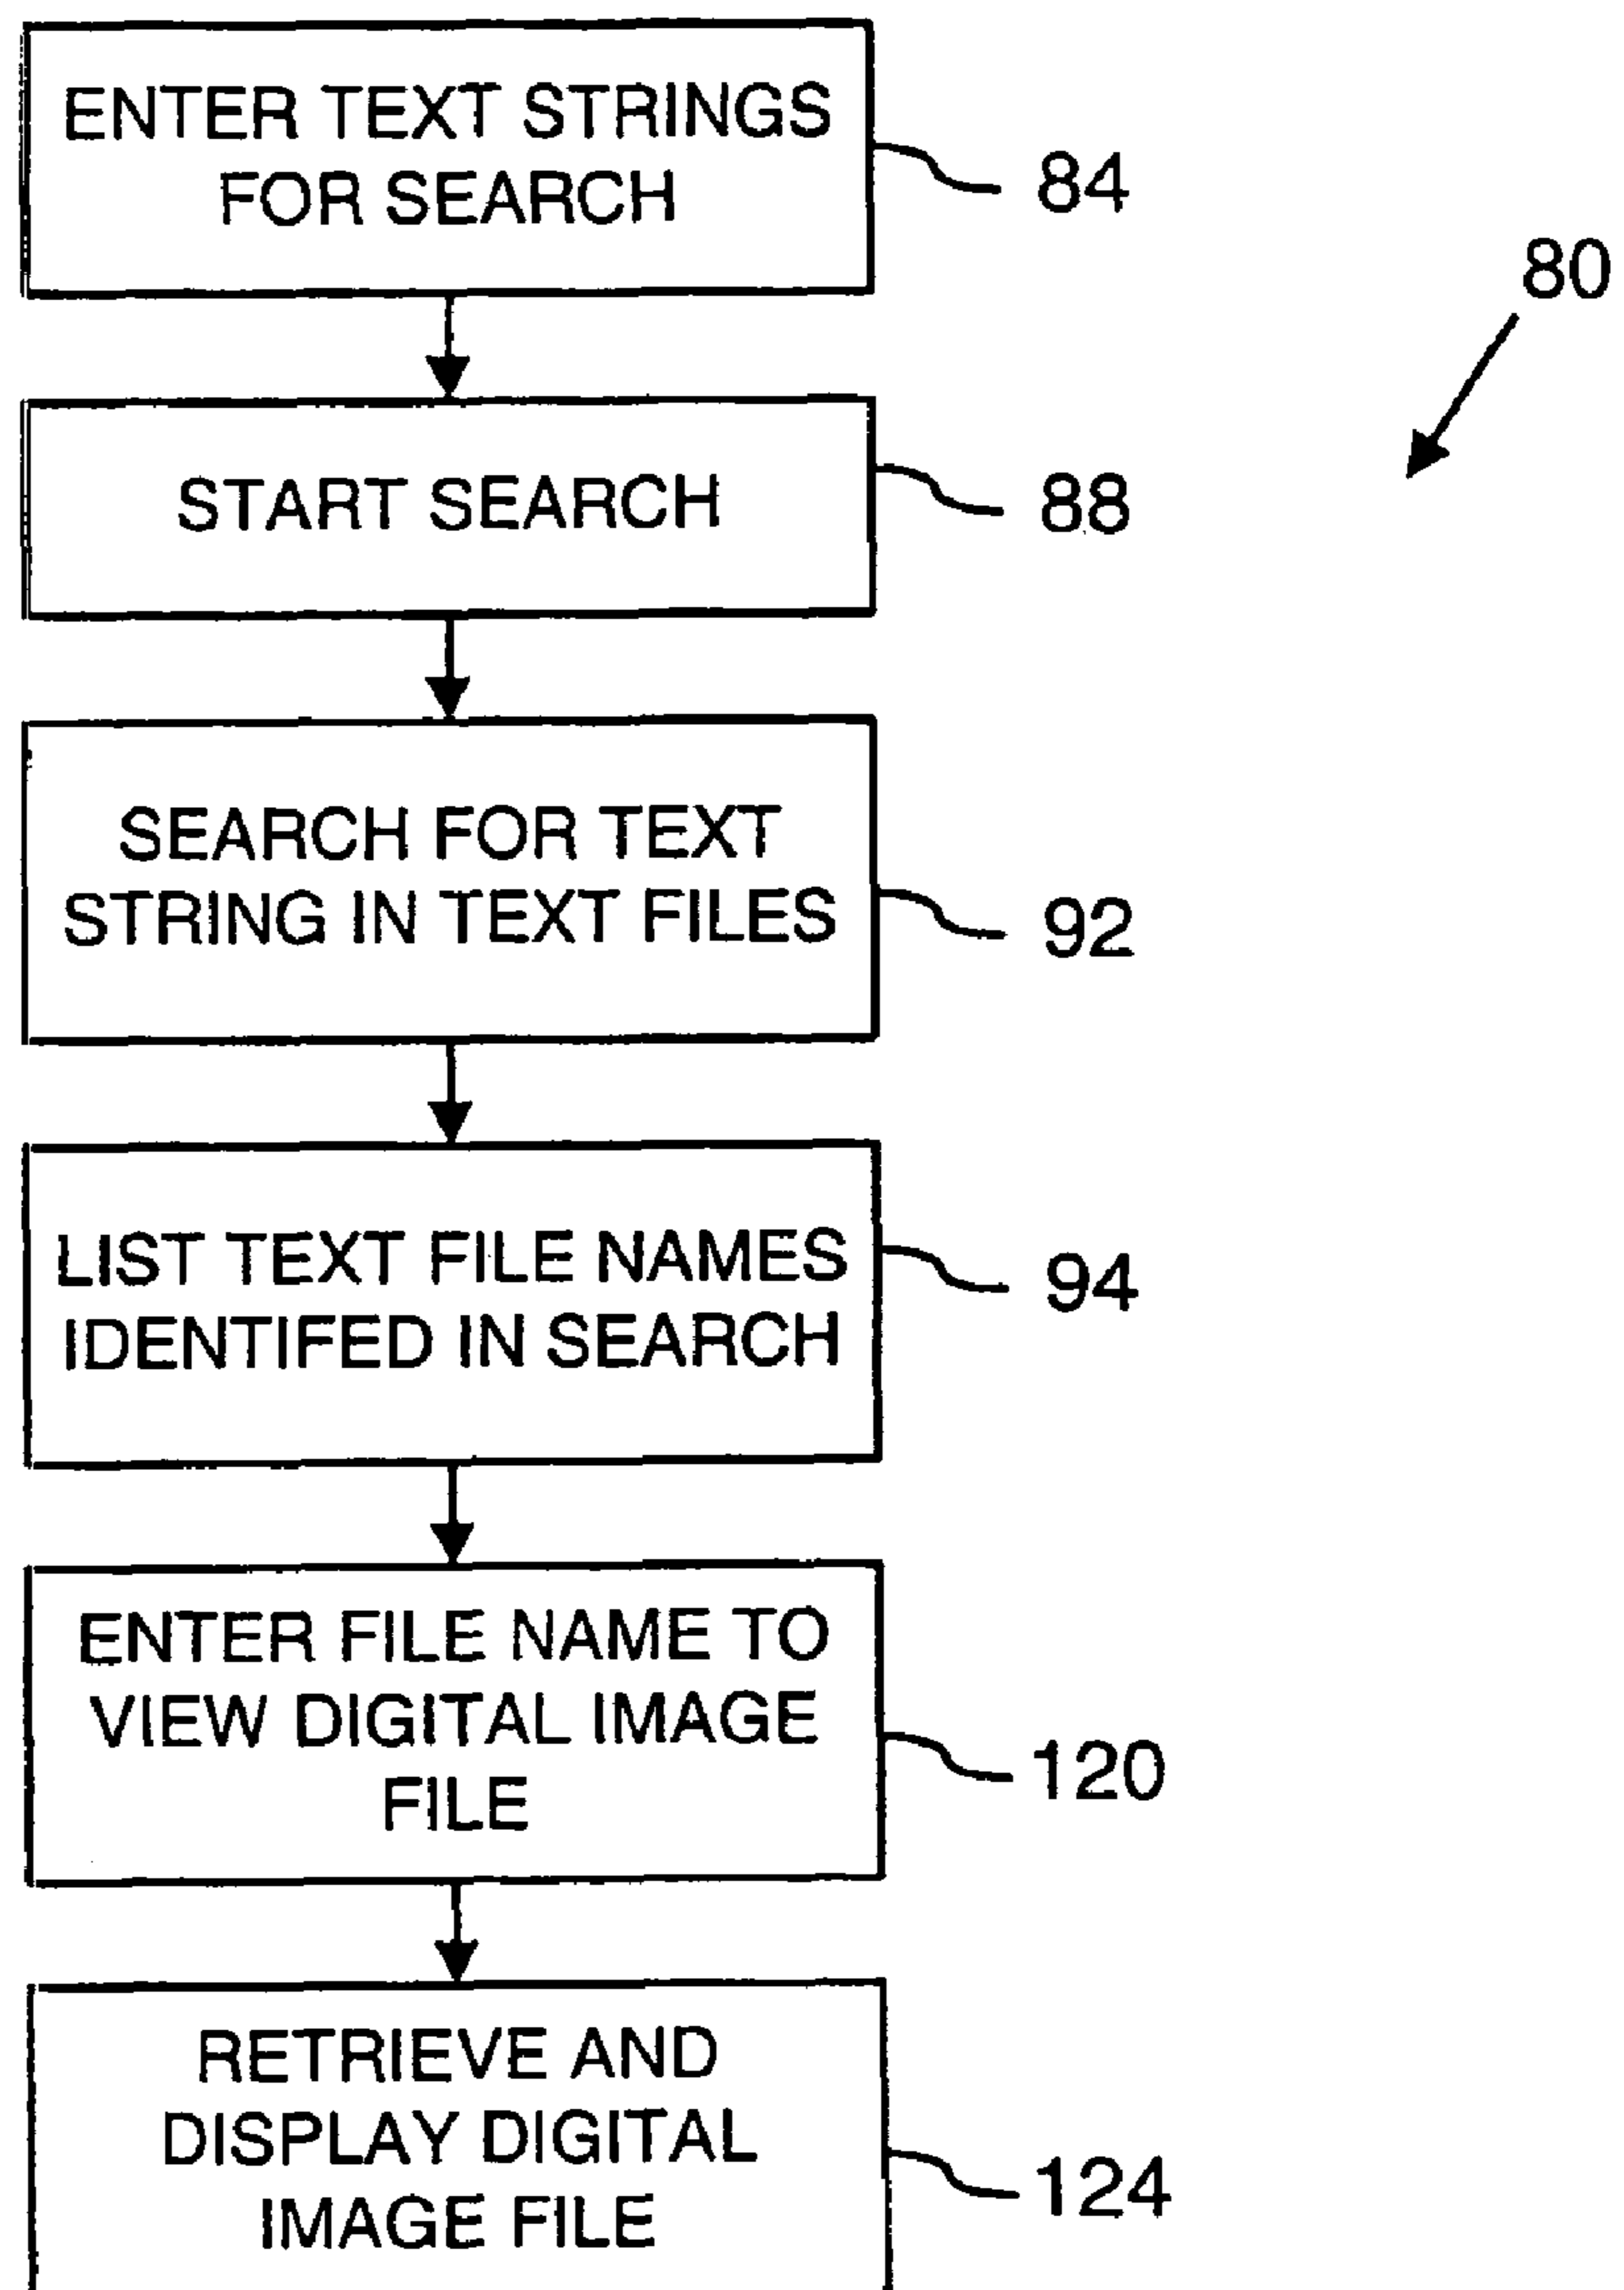 ENTER TEXT STRINGS
FOR SEARCH
84
80
START SEARCH
88
SEARCH FOR TEXT
STRING IN TEXT FILES
92
LIST TEXT FILE NAMES
IDENTIFED IN SEARCH
94
ENTER FILE NAME TO
VIEW DIGITAL IMAGE
FILE
120
RETRIEVE AND
DISPLAY DIGITAL
IMAGE FILE
124